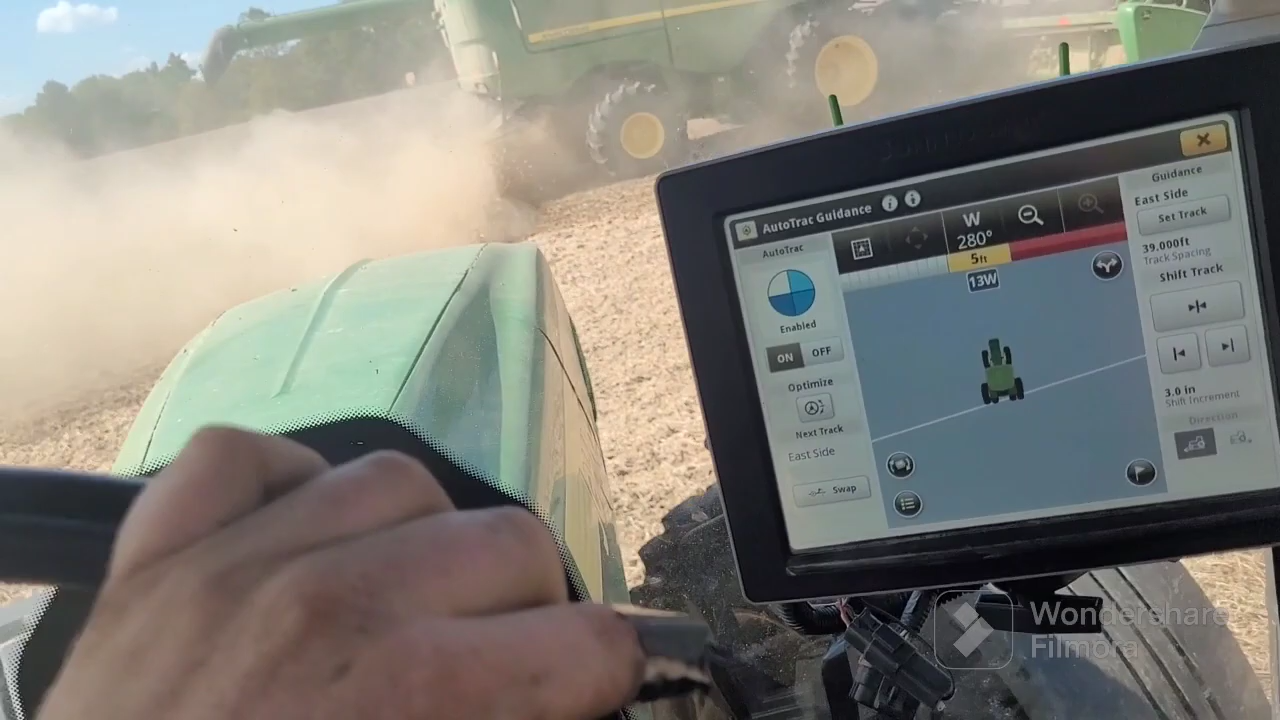 AutoTrac Guidance
AutoTrac
Enabled
ON
OFF
Optimize
Next Track
East Side
Swap
W
280°
5ft
13W
Guidance
East Side
Set Track
39.000ft
Track Spacing
Shift Track
3.0 in
Shift Increment
Direction
Wondershare
Filmora